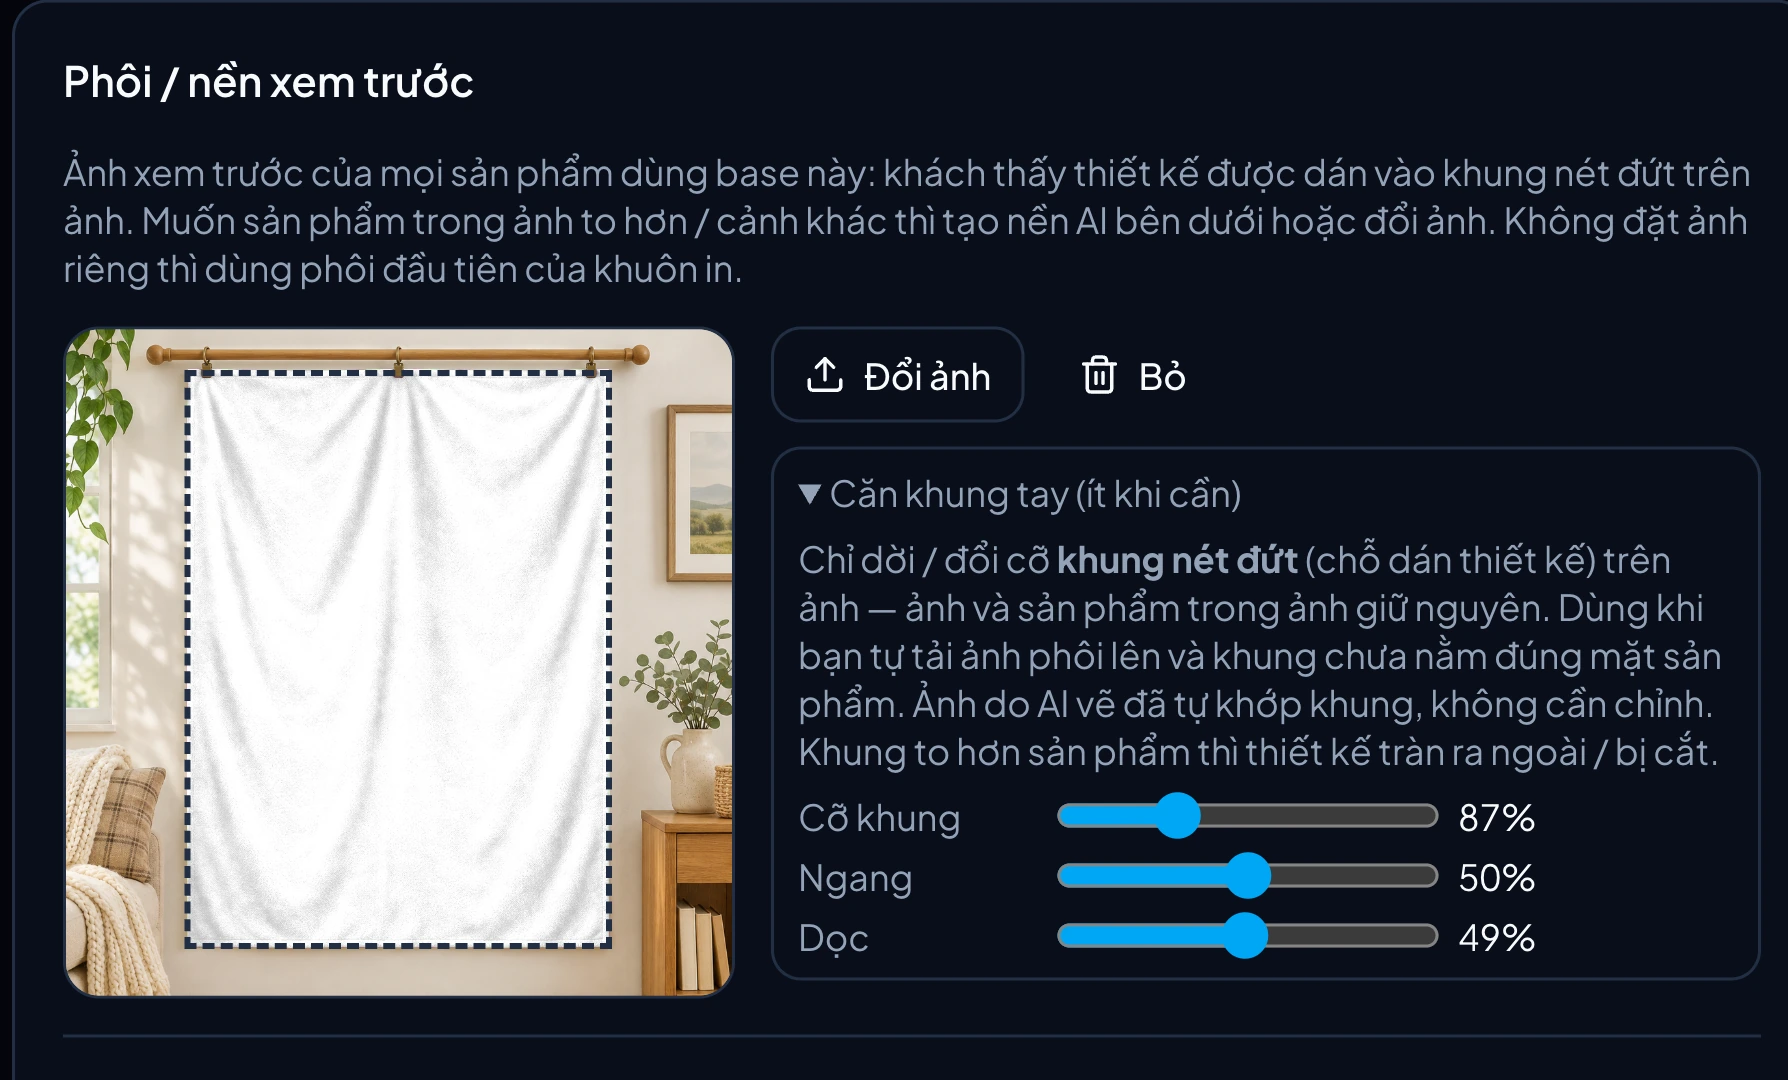 Phôi / nền xem trước
Ảnh xem trước của mọi sản phẩm dùng base này: khách thấy thiết kế được dán vào khung nét đứt trên
ảnh. Muốn sản phẩm trong ảnh to hơn / cảnh khác thì tạo nền AI bên dưới hoặc đổi ảnh. Không đặt ảnh
riêng thì dùng phôi đầu tiên của khuôn in.
Đổi ảnh
Bỏ
▼ Căn khung tay (ít khi cần)
Chỉ dời / đổi cỡ khung nét đứt (chỗ dán thiết kế) trên
ảnh — ảnh và sản phẩm trong ảnh giữ nguyên. Dùng khi
bạn tự tải ảnh phôi lên và khung chưa nằm đúng mặt sản
phẩm. Ảnh do AI vẽ đã tự khớp khung, không cần chỉnh.
Khung to hơn sản phẩm thì thiết kế tràn ra ngoài / bị cắt.
Cỡ khung 87%
Ngang 50%
Dọc 49%